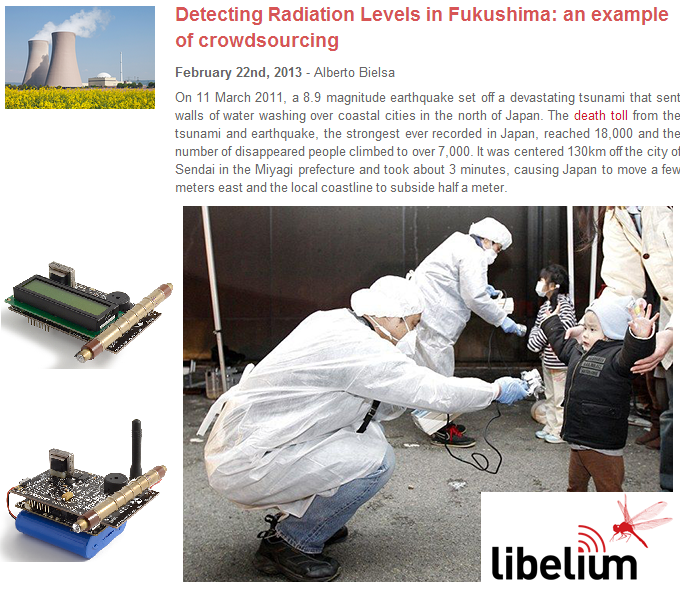 Detecting Radiation Levels in Fukushima: an example
of crowdsourcing
February 22nd, 2013 - Alberto Bielsa
On 11 March 2011, a 8.9 magnitude earthquake set off a devastating tsunami that sent
walls of water washing over coastal cities in the north of Japan. The death toll from the
tsunami and earthquake, the strongest ever recorded in Japan, reached 18,000 and the
number of disappeared people climbed to over 7,000. It was centered 130km off the city of
Sendai in the Miyagi prefecture and took about 3 minutes, causing Japan to move a few
meters east and the local coastline to subside half a meter.
libelium